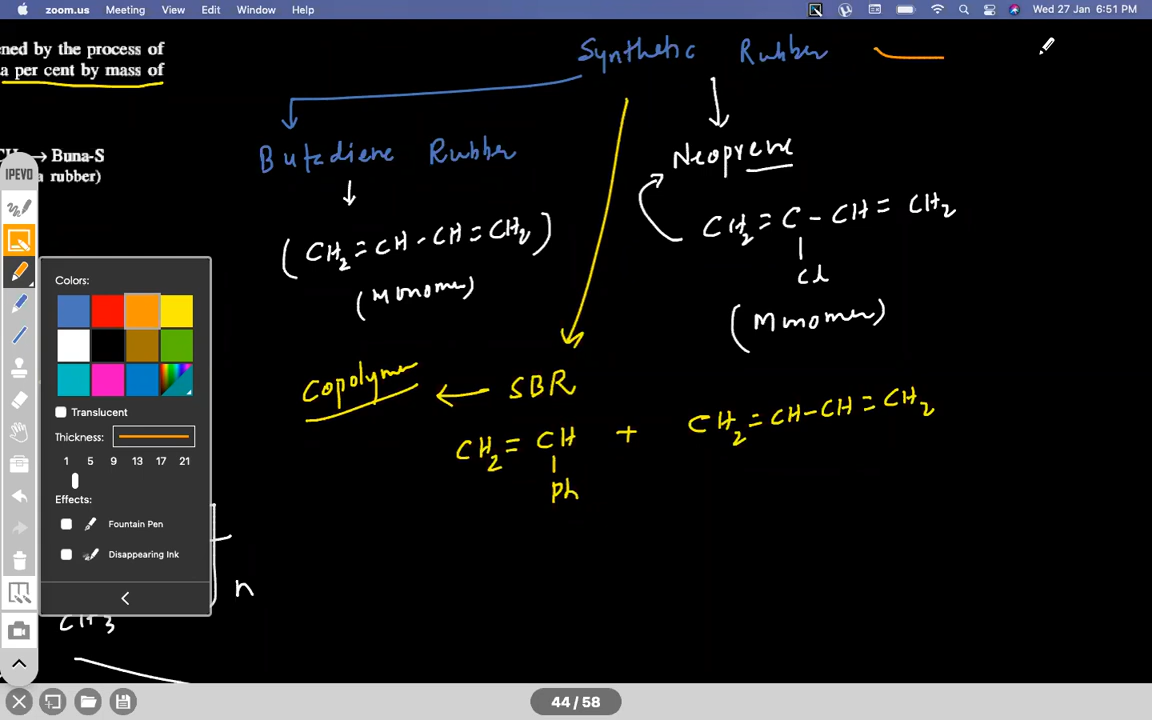 zoom.us Meeting View Edit Window Help Wed 27 Jan 6:51 PM
ened by the process of
a per cent by mass of
→ Buna-S
a rubber)
Synthetic Rubber
Butadiene Rubber
Neoprene
(CH2=CH-CH=CH2)
(Monomer)
CH2=C-CH=CH2
|
Cl
(Monomer)
Copolymer ← SBR
CH2=CH + CH2=CH-CH=CH2
|
Ph
n
CH3
IPEVO
Colors:
Translucent
Thickness:
1 5 9 13 17 21
Effects:
Fountain Pen
Disappearing Ink
44 / 58